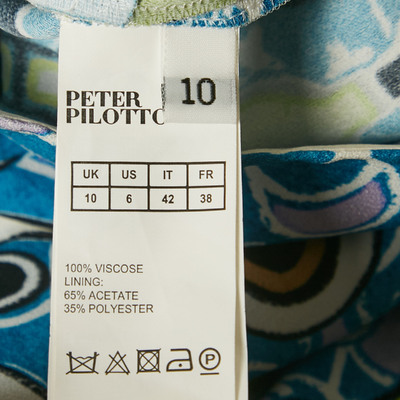 10
PETER
PILOTTO
UK US IT FR
10 6 42 38
100% VISCOSE
LINING:
65% ACETATE
35% POLYESTER
P